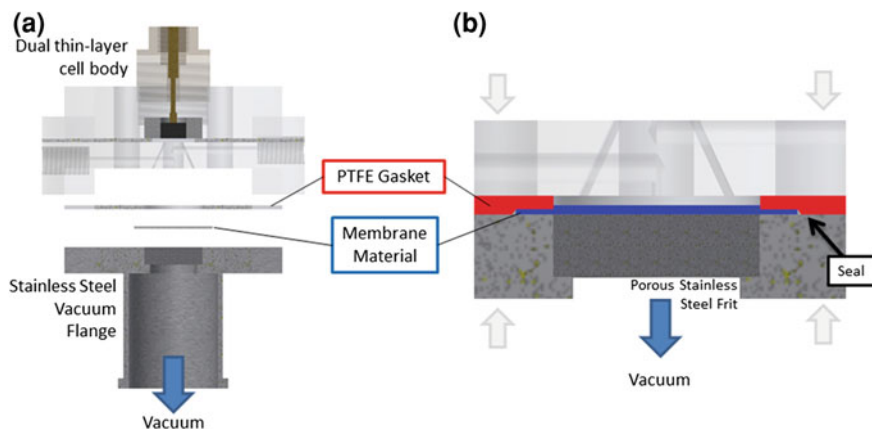 (a)
Dual thin-layer
cell body
PTFE Gasket
Membrane
Material
Stainless Steel
Vacuum
Flange
Vacuum
(b)
Seal
Porous Stainless
Steel Frit
Vacuum